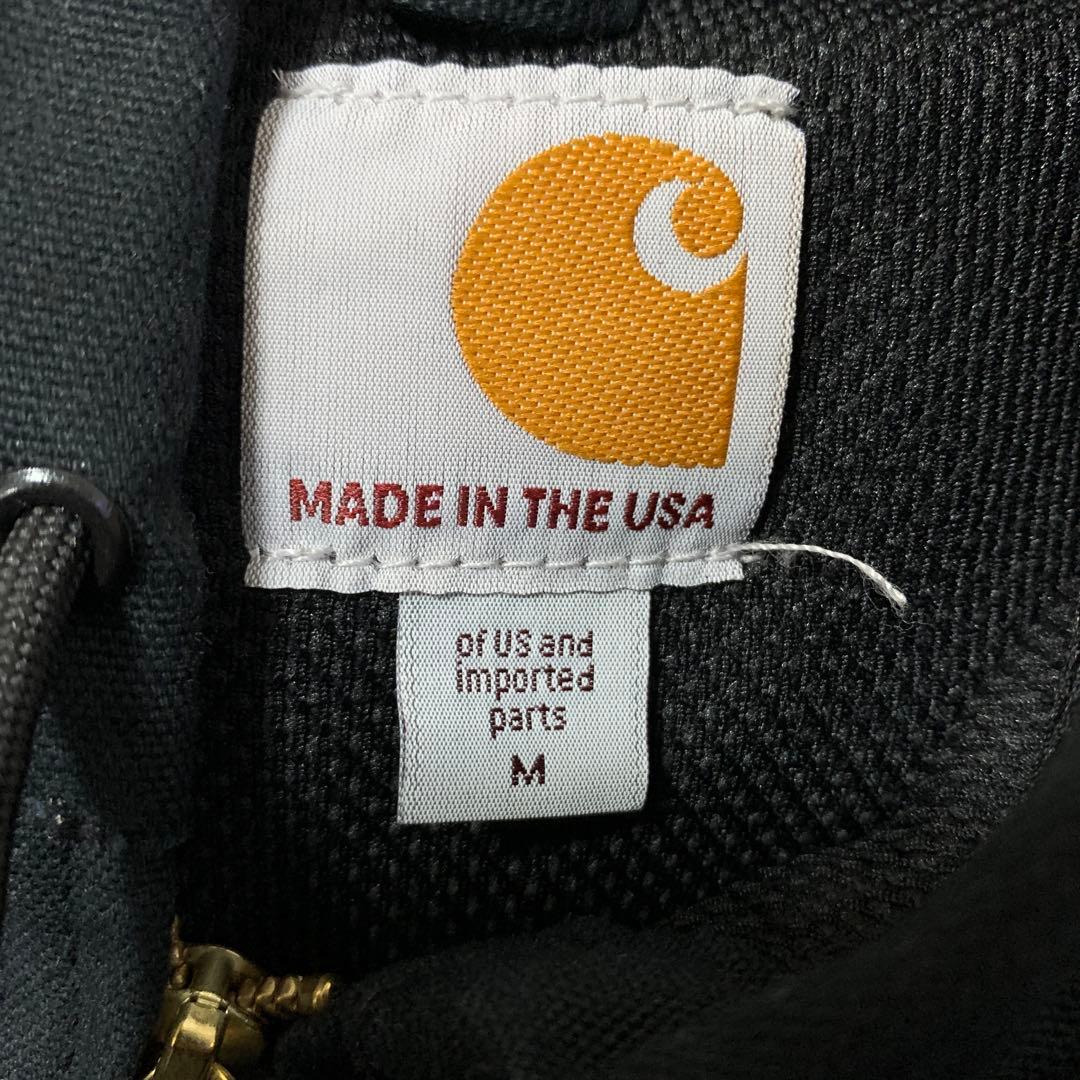 MADE IN THE USA
of US and
imported
parts
M